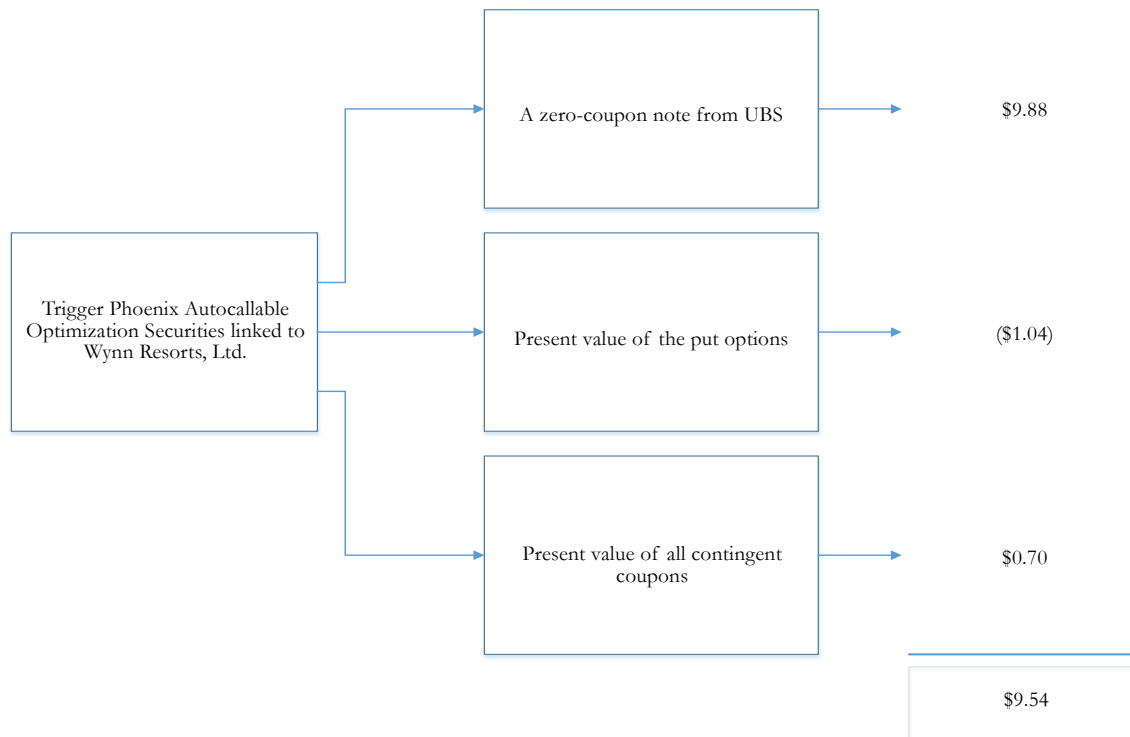 A zero-coupon note from UBS
$9.88
Trigger Phoenix Autocallable
Optimization Securities linked to
Wynn Resorts, Ltd.
Present value of the put options
($1.04)
Present value of all contingent
coupons
$0.70
$9.54